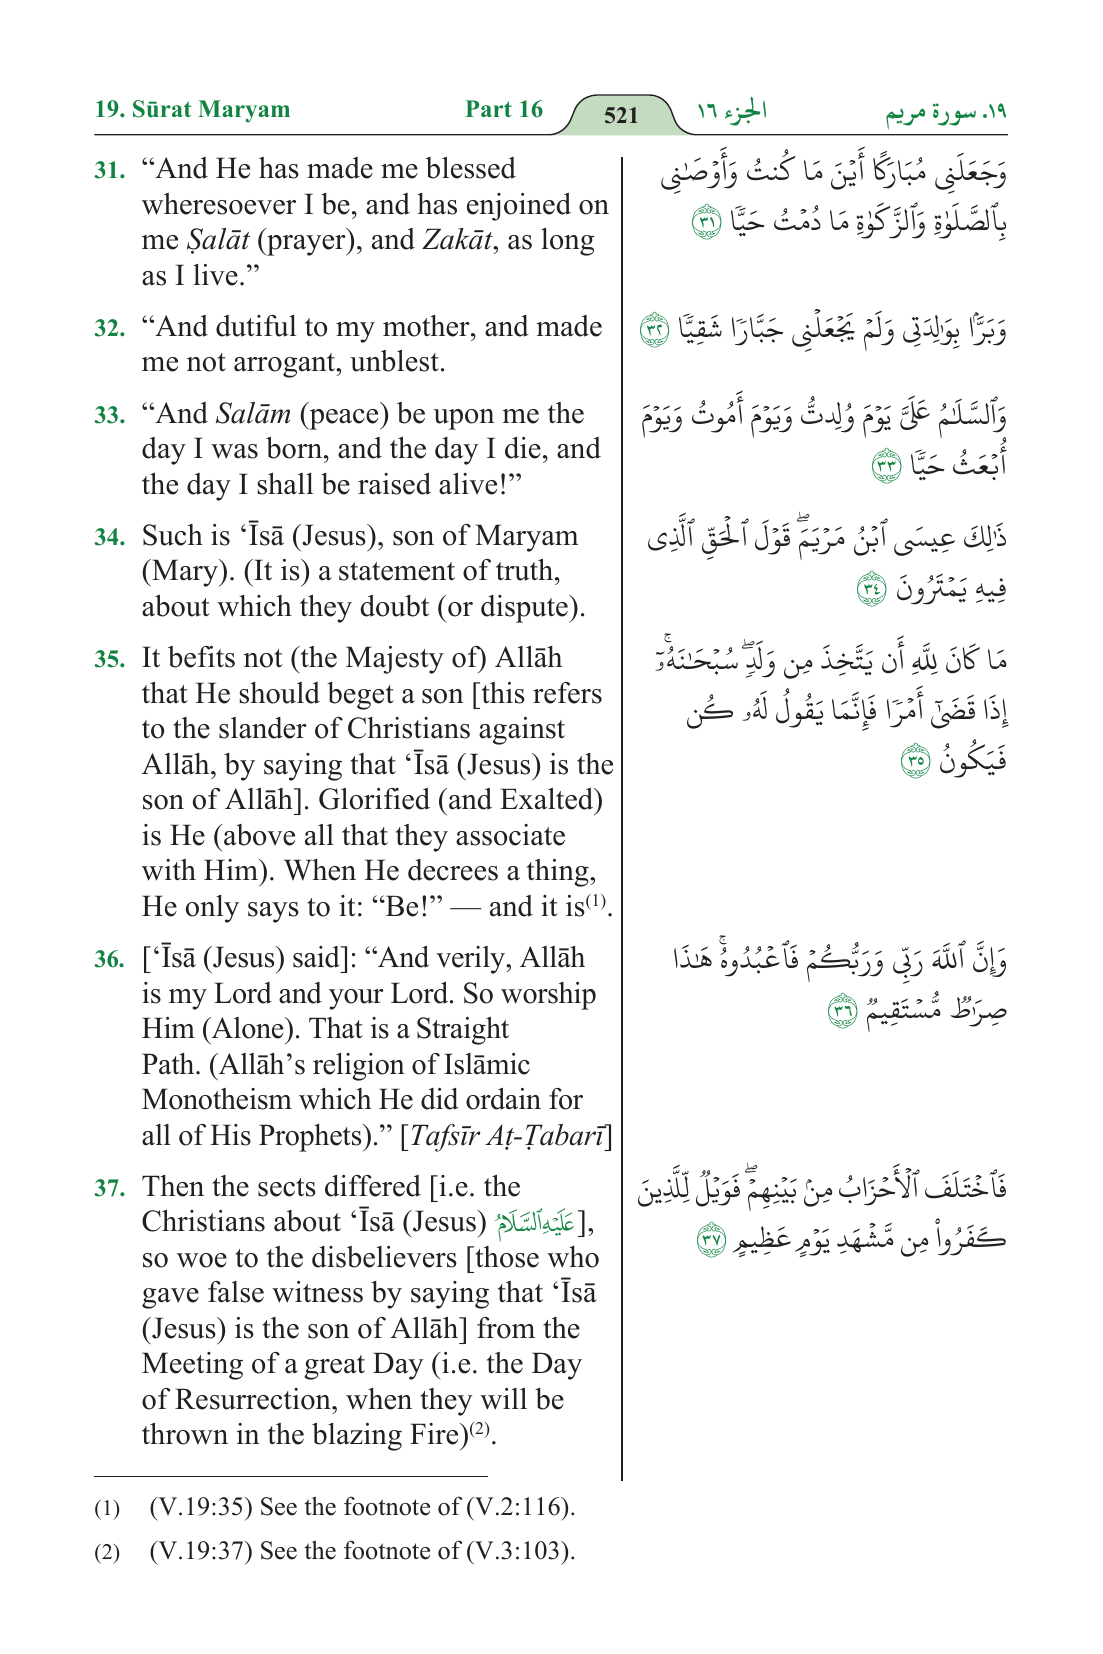 19. Sūrat Maryam
Part 16
521
الجزء ١٦
١٩. سورة مريم
31. “And He has made me blessed
wheresoever I be, and has enjoined on
me Ṣalāt (prayer), and Zakāt, as long
as I live.”
32. “And dutiful to my mother, and made
me not arrogant, unblest.
33. “And Salām (peace) be upon me the
day I was born, and the day I die, and
the day I shall be raised alive!”
34. Such is ‘Īsā (Jesus), son of Maryam
(Mary). (It is) a statement of truth,
about which they doubt (or dispute).
35. It befits not (the Majesty of) Allāh
that He should beget a son [this refers
to the slander of Christians against
Allāh, by saying that ‘Īsā (Jesus) is the
son of Allāh]. Glorified (and Exalted)
is He (above all that they associate
with Him). When He decrees a thing,
He only says to it: “Be!” — and it is(1).
36. [‘Īsā (Jesus) said]: “And verily, Allāh
is my Lord and your Lord. So worship
Him (Alone). That is a Straight
Path. (Allāh’s religion of Islāmic
Monotheism which He did ordain for
all of His Prophets).” [Tafsīr Aṭ-Ṭabarī]
37. Then the sects differed [i.e. the
Christians about ‘Īsā (Jesus) عَلَيْهِ ٱلسَّلَامُ],
so woe to the disbelievers [those who
gave false witness by saying that ‘Īsā
(Jesus) is the son of Allāh] from the
Meeting of a great Day (i.e. the Day
of Resurrection, when they will be
thrown in the blazing Fire)(2).
وَجَعَلَنِى مُبَارَكًا أَيْنَ مَا كُنتُ وَأَوْصَـٰنِى
بِٱلصَّلَوٰةِ وَٱلزَّكَوٰةِ مَا دُمْتُ حَيًّا ٣١
وَبَرًّۢا بِوَٰلِدَتِى وَلَمْ يَجْعَلْنِى جَبَّارًا شَقِيًّا ٣٢
وَٱلسَّلَـٰمُ عَلَىَّ يَوْمَ وُلِدتُّ وَيَوْمَ أَمُوتُ وَيَوْمَ
أُبْعَثُ حَيًّا ٣٣
ذَٰلِكَ عِيسَى ٱبْنُ مَرْيَمَ ۖ قَوْلَ ٱلْحَقِّ ٱلَّذِى
فِيهِ يَمْتَرُونَ ٣٤
مَا كَانَ لِلَّهِ أَن يَتَّخِذَ مِن وَلَدٍ ۖ سُبْحَـٰنَهُۥٓ ۚ
إِذَا قَضَىٰٓ أَمْرًا فَإِنَّمَا يَقُولُ لَهُۥ كُن
فَيَكُونُ ٣٥
وَإِنَّ ٱللَّهَ رَبِّى وَرَبُّكُمْ فَٱعْبُدُوهُ ۚ هَـٰذَا
صِرَٰطٌ مُّسْتَقِيمٌ ٣٦
فَٱخْتَلَفَ ٱلْأَحْزَابُ مِنۢ بَيْنِهِمْ ۖ فَوَيْلٌ لِّلَّذِينَ
كَفَرُوا۟ مِن مَّشْهَدِ يَوْمٍ عَظِيمٍ ٣٧
(1) (V.19:35) See the footnote of (V.2:116).
(2) (V.19:37) See the footnote of (V.3:103).